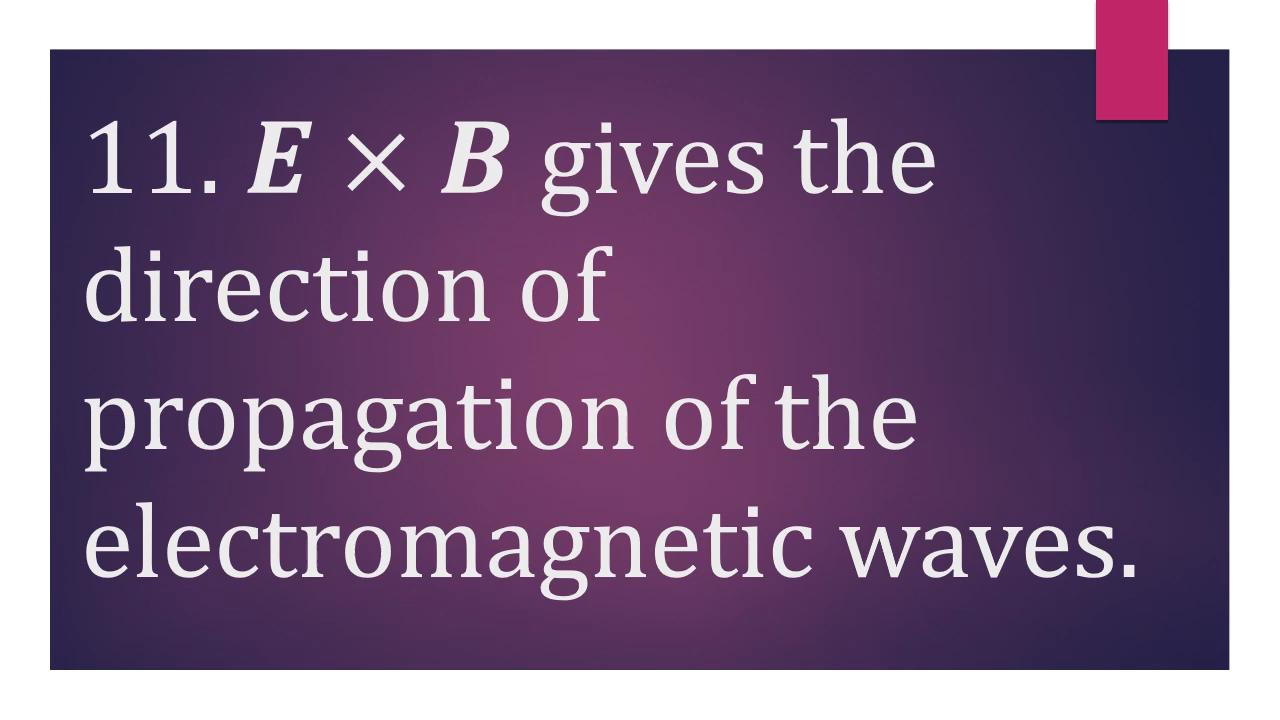 11. 𝑬 × 𝑩 gives the
direction of
propagation of the
electromagnetic waves.